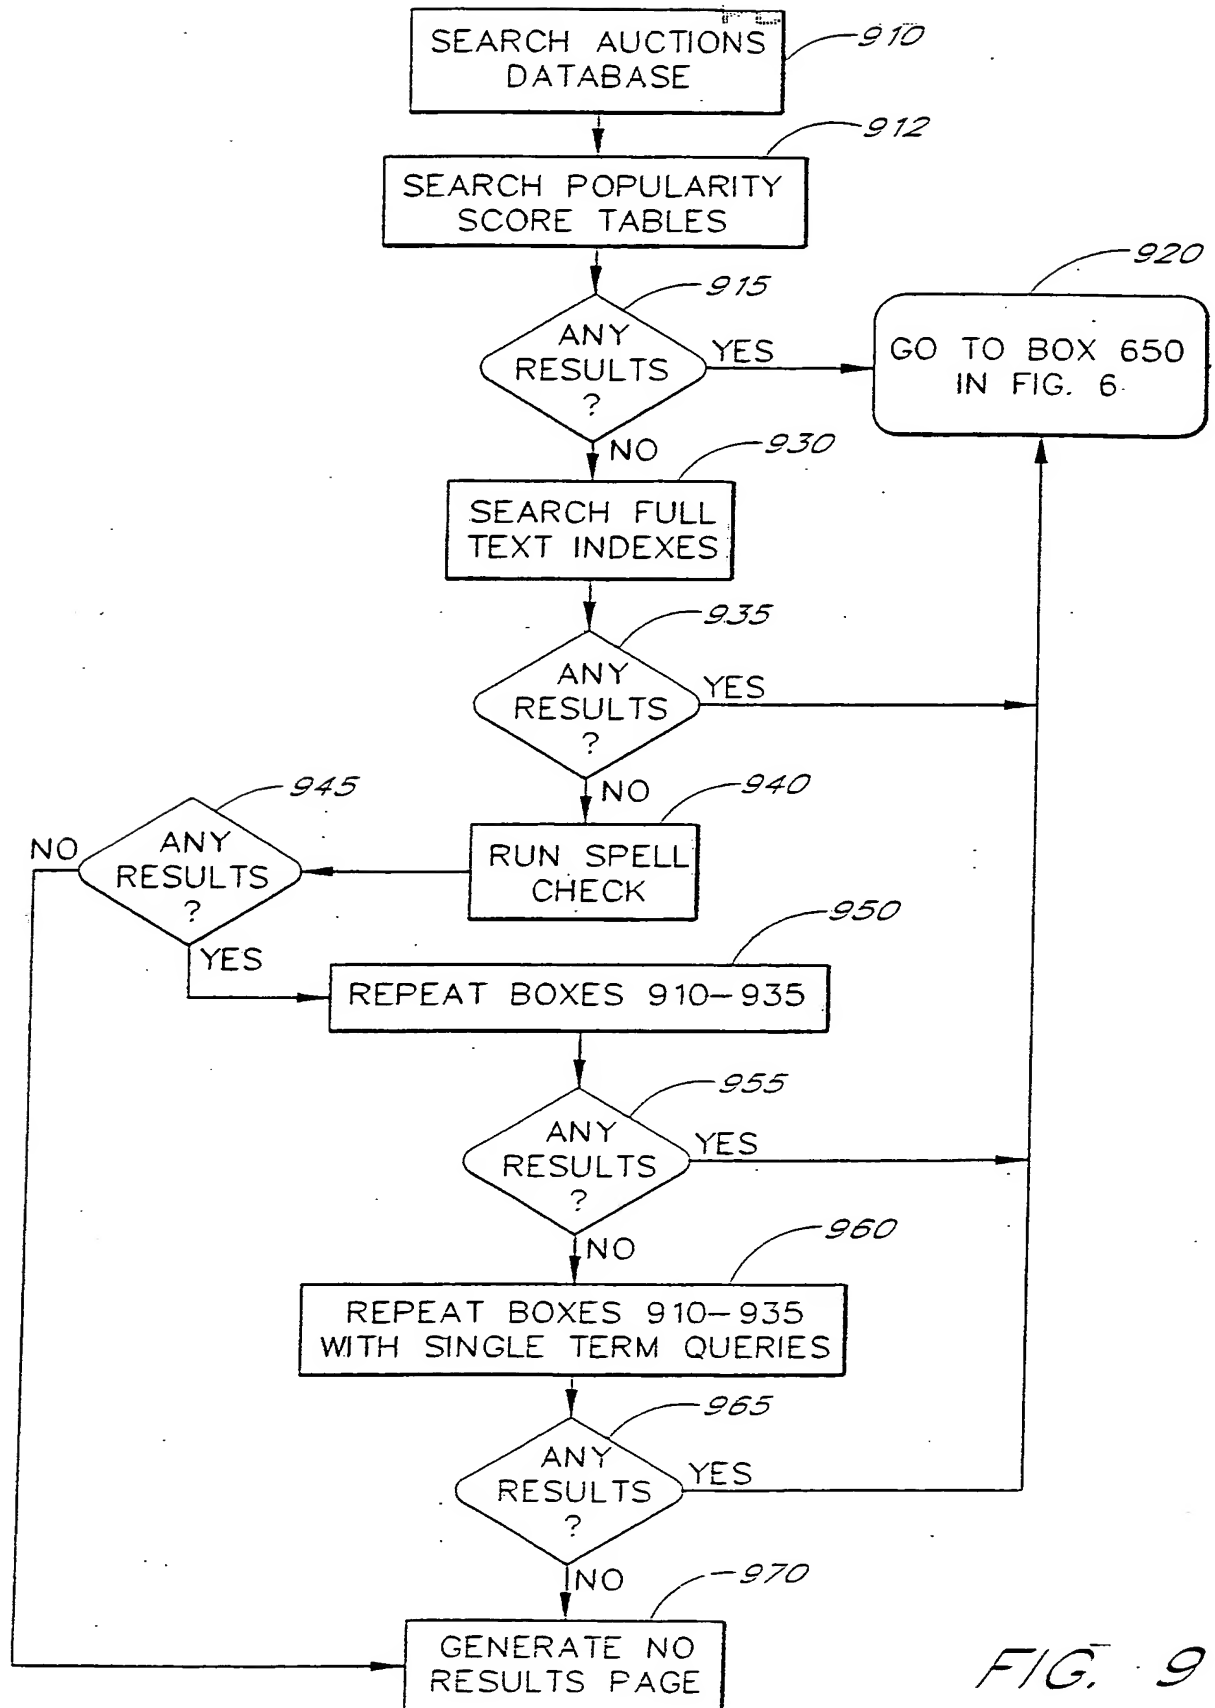 SEARCH AUCTIONS
DATABASE
910
912
SEARCH POPULARITY
SCORE TABLES
915
920
ANY
RESULTS
?
YES
GO TO BOX 650
IN FIG. 6
NO
930
SEARCH FULL
TEXT INDEXES
935
ANY
RESULTS
?
YES
NO
940
945
RUN SPELL
CHECK
NO
ANY
RESULTS
?
YES
950
REPEAT BOXES 910-935
955
ANY
RESULTS
?
YES
NO
960
REPEAT BOXES 910-935
WITH SINGLE TERM QUERIES
965
ANY
RESULTS
?
YES
NO
970
GENERATE NO
RESULTS PAGE
FIG. 9